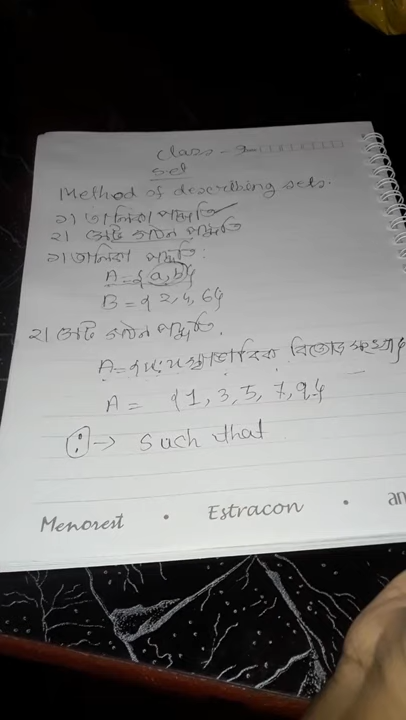 Class - 9
Set
Method of describing sets.
১) তালিকা পদ্ধতি
২। সেট গঠন পদ্ধতি
১) তালিকা পদ্ধতি:
A = {a, b}
B = {2, 4, 6}
২। সেট গঠন পদ্ধতি.
A = {x: x স্বাভাবিক বিজোড় সংখ্যা}
A = {1, 3, 5, 7, 9}
: → Such that
Menorest • Estracon • an